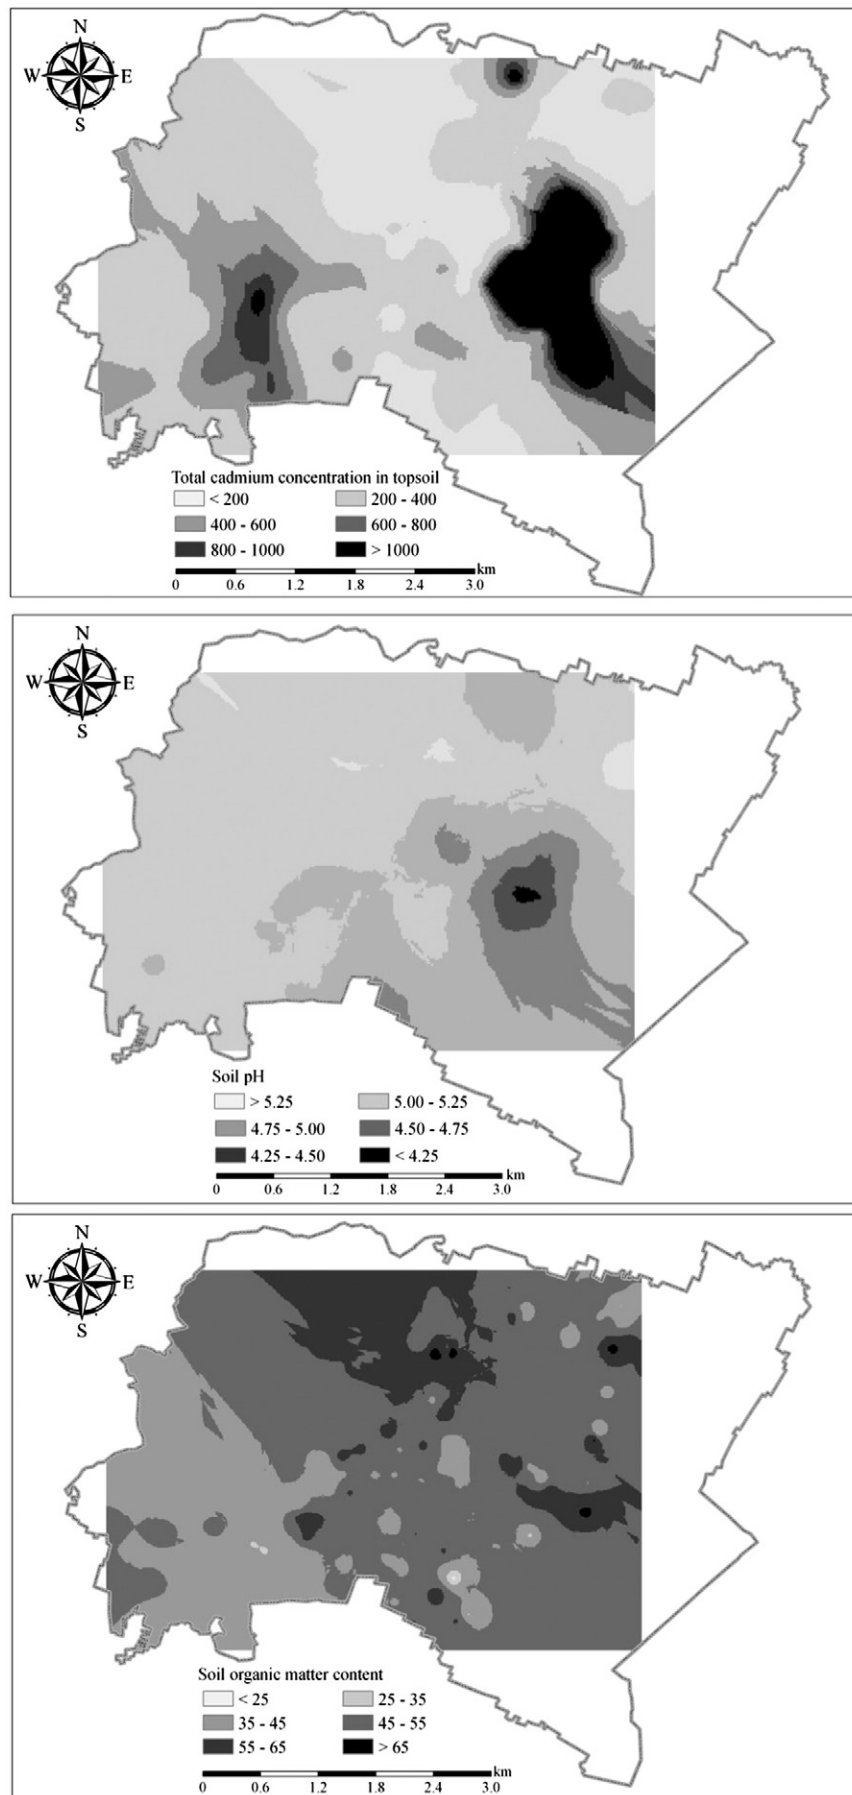 N
W E
S
Total cadmium concentration in topsoil
< 200 200 - 400
400 - 600 600 - 800
800 - 1000 > 1000
km
0 0.6 1.2 1.8 2.4 3.0
N
W E
S
Soil pH
> 5.25 5.00 - 5.25
4.75 - 5.00 4.50 - 4.75
4.25 - 4.50 < 4.25
km
0 0.6 1.2 1.8 2.4 3.0
N
W E
S
Soil organic matter content
< 25 25 - 35
35 - 45 45 - 55
55 - 65 > 65
km
0 0.6 1.2 1.8 2.4 3.0